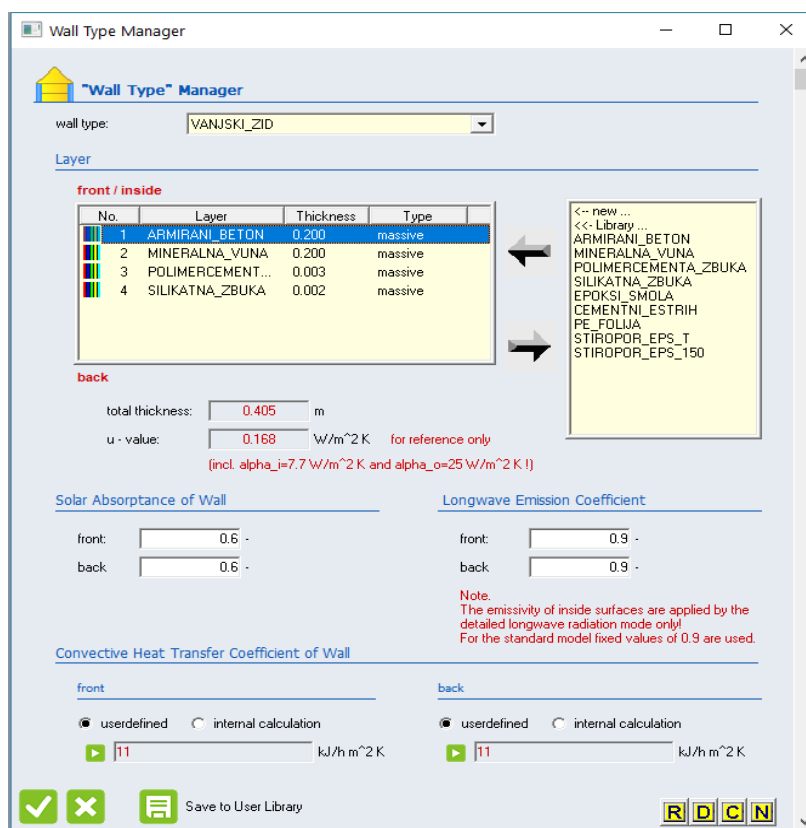 Wall Type Manager
"Wall Type" Manager
wall type: VANJSKI_ZID
Layer
front / inside
No. Layer Thickness Type
1 ARMIRANI_BETON 0.200 massive
2 MINERALNA_VUNA 0.200 massive
3 POLIMERCEMENT... 0.003 massive
4 SILIKATNA_ZBUKA 0.002 massive
back
<-- new ...
<<- Library ...
ARMIRANI_BETON
MINERALNA_VUNA
POLIMERCEMENTA_ZBUKA
SILIKATNA_ZBUKA
EPOKSI_SMOLA
CEMENTNI_ESTRIH
PE_FOLIJA
STIROPOR_EPS_T
STIROPOR_EPS_150
total thickness: 0.405 m
u - value: 0.168 W/m^2 K for reference only
(incl. alpha_i=7.7 W/m^2 K and alpha_o=25 W/m^2 K !)
Solar Absorptance of Wall
front: 0.6 -
back 0.6 -
Longwave Emission Coefficient
front: 0.9 -
back 0.9 -
Note.
The emissivity of inside surfaces are applied by the
detailed longwave radiation mode only!
For the standard model fixed values of 0.9 are used.
Convective Heat Transfer Coefficient of Wall
front
userdefined internal calculation
11 kJ/h m^2 K
back
userdefined internal calculation
11 kJ/h m^2 K
Save to User Library
R D C N